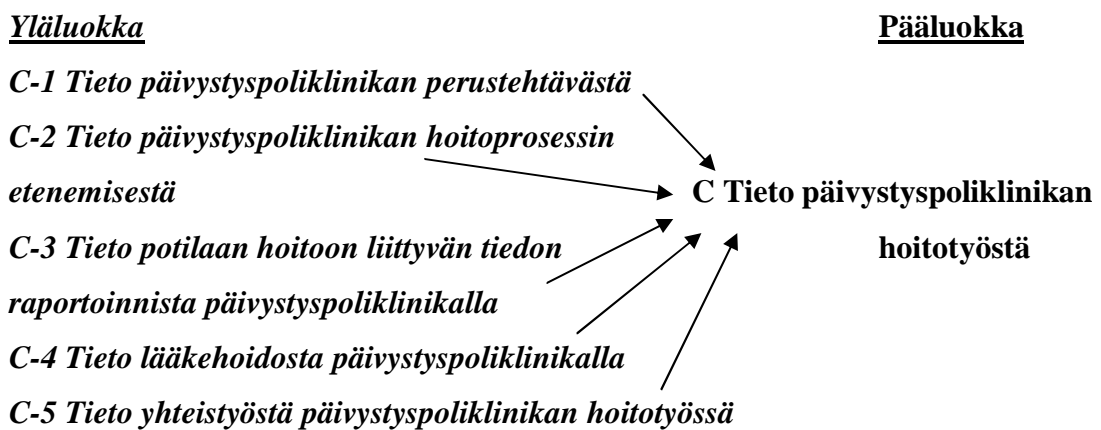 Yläluokka Pääluokka
C-1 Tieto päivystyspoliklinikan perustehtävästä
C-2 Tieto päivystyspoliklinikan hoitoprosessin
etenemisestä C Tieto päivystyspoliklinikan
C-3 Tieto potilaan hoitoon liittyvän tiedon hoitotyöstä
raportoinnista päivystyspoliklinikalla
C-4 Tieto lääkehoidosta päivystyspoliklinikalla
C-5 Tieto yhteistyöstä päivystyspoliklinikan hoitotyössä